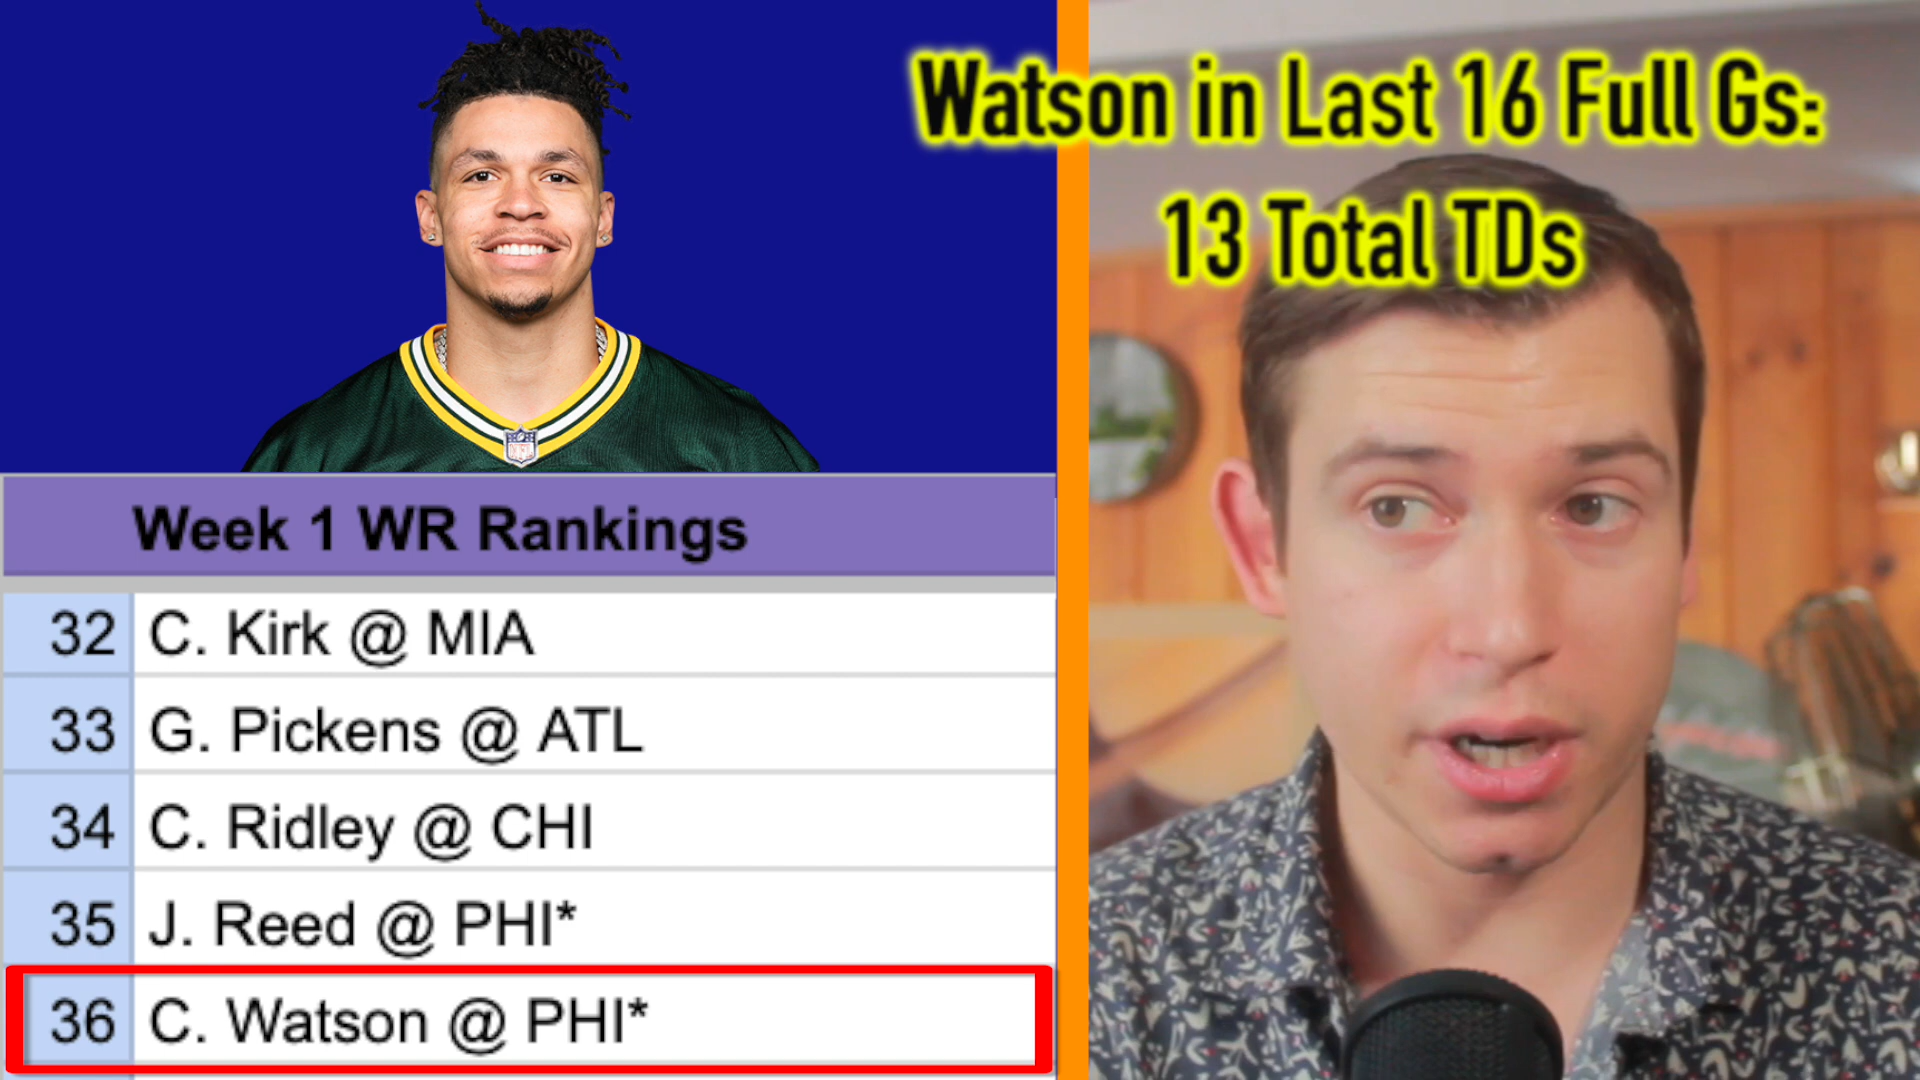 Watson in Last 16 Full Gs:
13 Total TDs
NFL
Week 1 WR Rankings
32 C. Kirk @ MIA
33 G. Pickens @ ATL
34 C. Ridley @ CHI
35 J. Reed @ PHI*
36 C. Watson @ PHI*